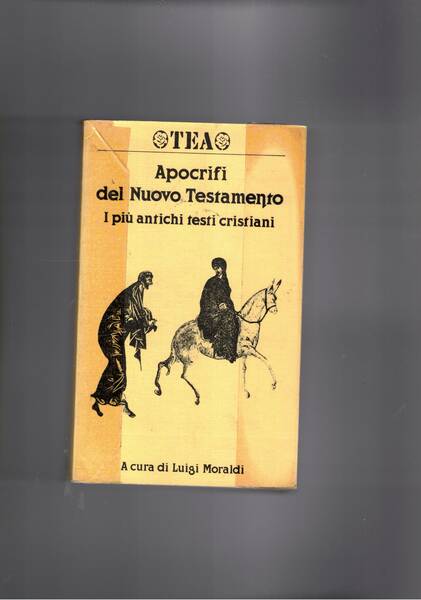 TEA
Apocrifi
del Nuovo Testamento
I più antichi testi cristiani
A cura di Luigi Moraldi